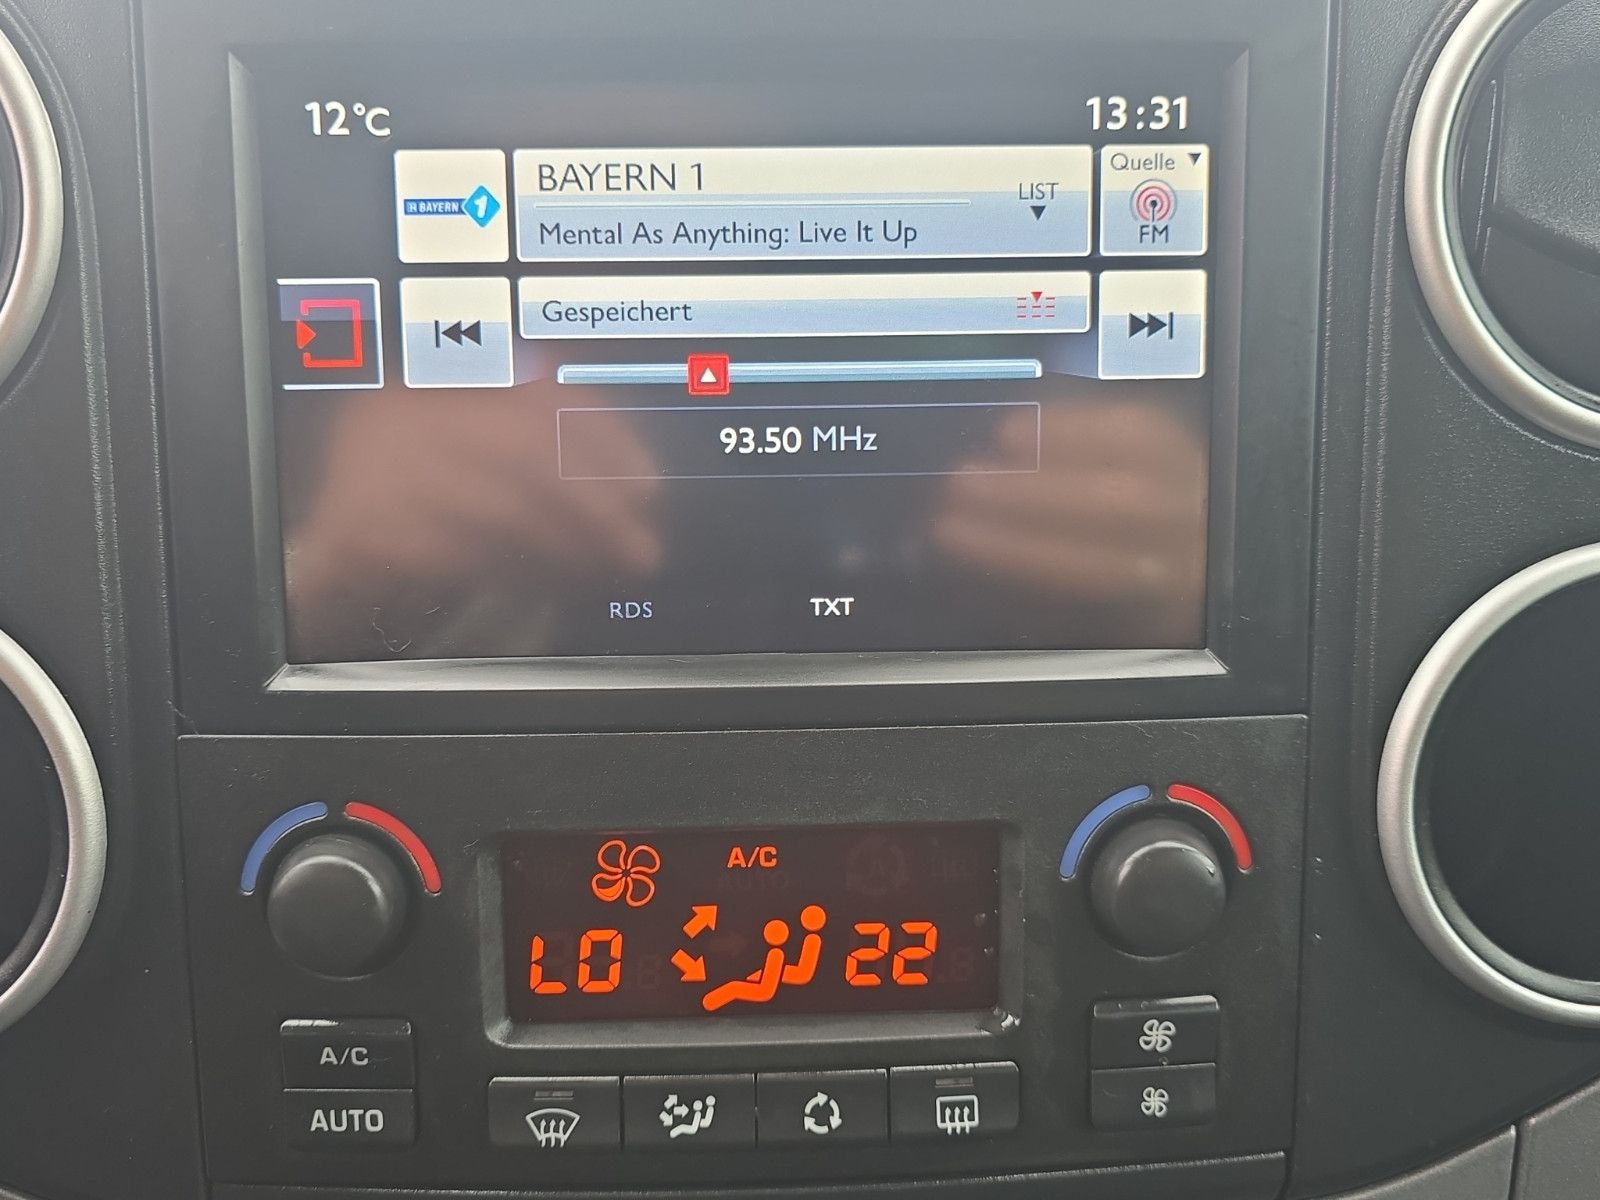 12°C
13:31
BAYERN 1
BAYERN 1
LIST
Quelle
Mental As Anything: Live It Up
FM
Gespeichert
93.50 MHz
RDS
TXT
A/C
LO
22
A/C
AUTO